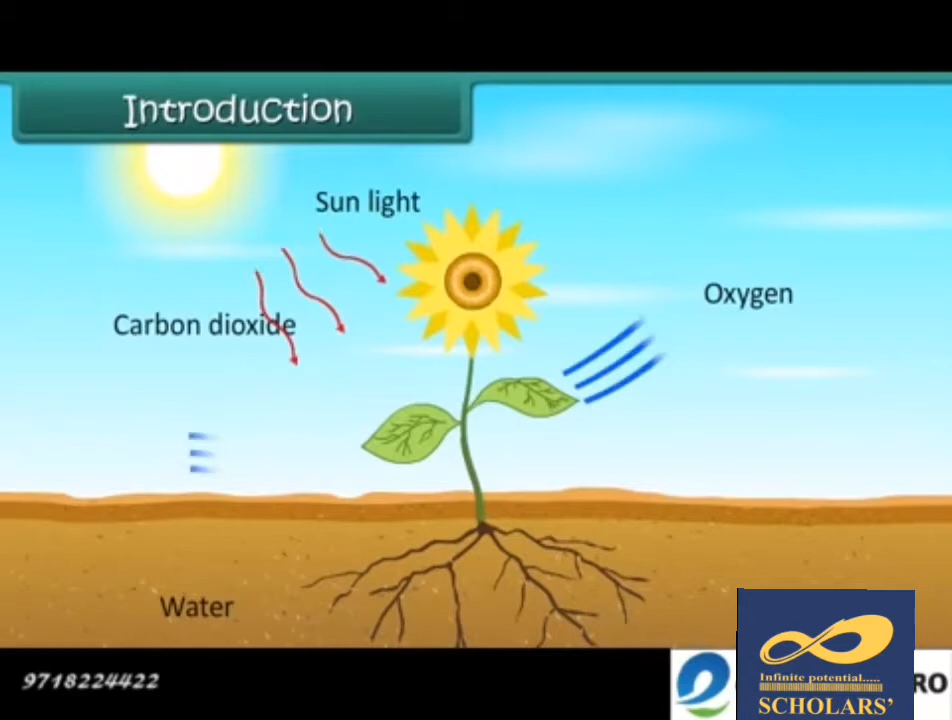 Introduction
Sun light
Oxygen
Carbon dioxide
Water
9718224422
Infinite potential.....
SCHOLARS'
RO